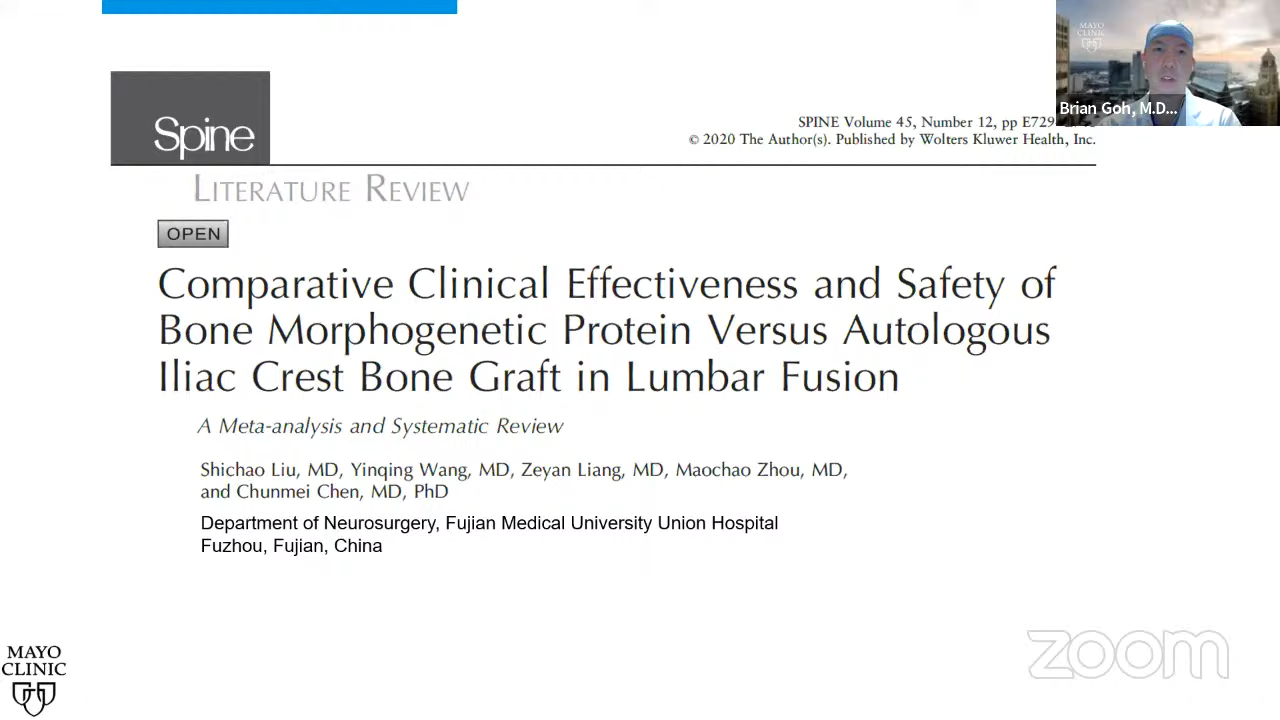 MAYO
CLINIC
Brian Goh, M.D...
Spine
SPINE Volume 45, Number 12, pp E729
© 2020 The Author(s). Published by Wolters Kluwer Health, Inc.
LITERATURE REVIEW
OPEN
Comparative Clinical Effectiveness and Safety of
Bone Morphogenetic Protein Versus Autologous
Iliac Crest Bone Graft in Lumbar Fusion
A Meta-analysis and Systematic Review
Shichao Liu, MD, Yinqing Wang, MD, Zeyan Liang, MD, Maochao Zhou, MD,
and Chunmei Chen, MD, PhD
Department of Neurosurgery, Fujian Medical University Union Hospital
Fuzhou, Fujian, China
MAYO
CLINIC
zoom